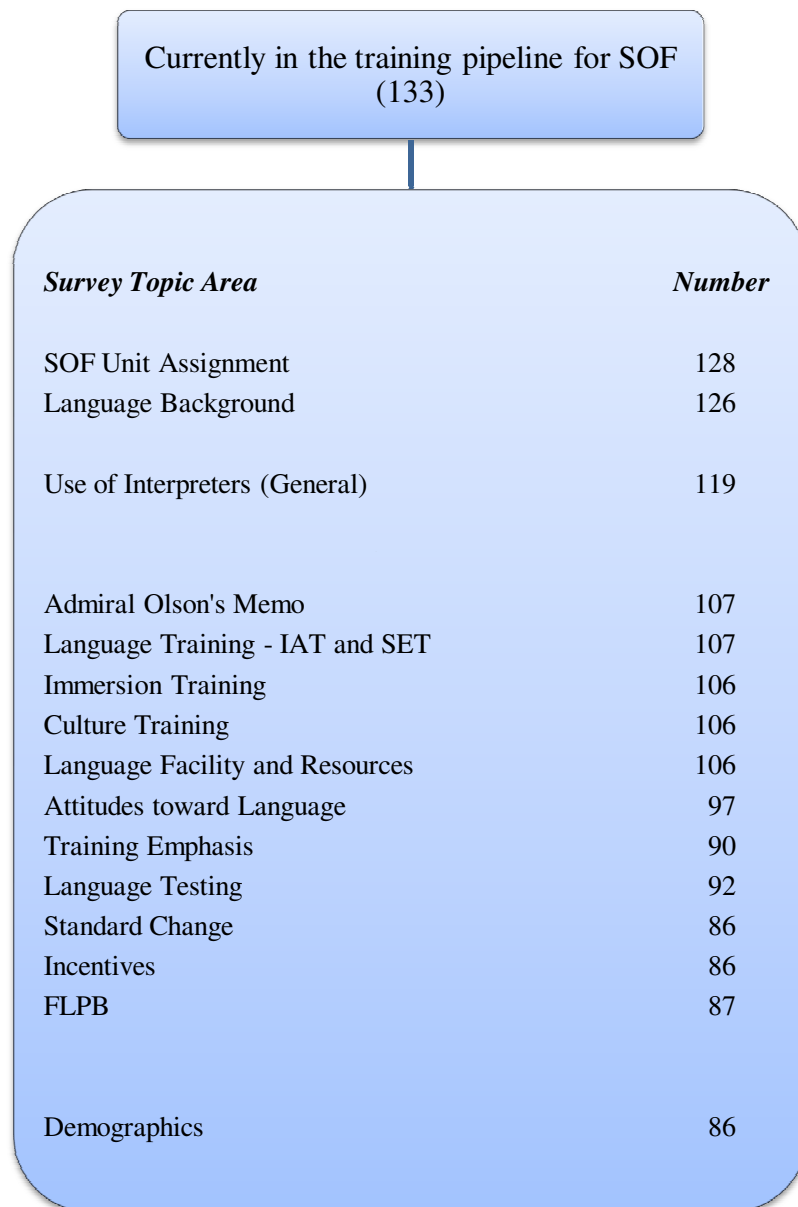 Currently in the training pipeline for SOF
(133)
Survey Topic Area Number
SOF Unit Assignment 128
Language Background 126
Use of Interpreters (General) 119
Admiral Olson's Memo 107
Language Training - IAT and SET 107
Immersion Training 106
Culture Training 106
Language Facility and Resources 106
Attitudes toward Language 97
Training Emphasis 90
Language Testing 92
Standard Change 86
Incentives 86
FLPB 87
Demographics 86